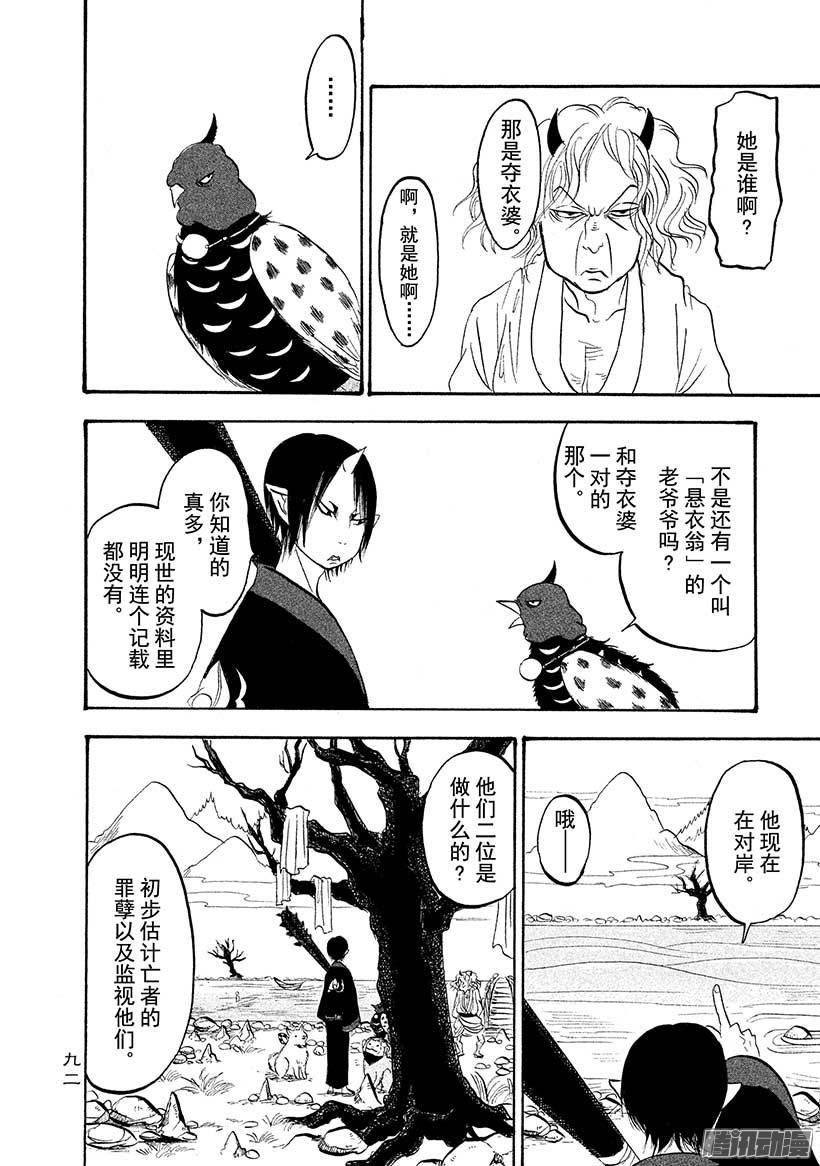 她是谁啊？
那是夺衣婆。
啊，就是她啊……
……
不是还有一个叫
「悬衣翁」的
老爷爷吗？
和夺衣婆
一对的
那个。
你知道的
真多，
现世的资料里
明明连个记载
都没有。
他现在
在对岸。
哦——
他们二位是
做什么的？
初步估计亡者的
罪孽以及监视他们。
九二
腾讯动漫